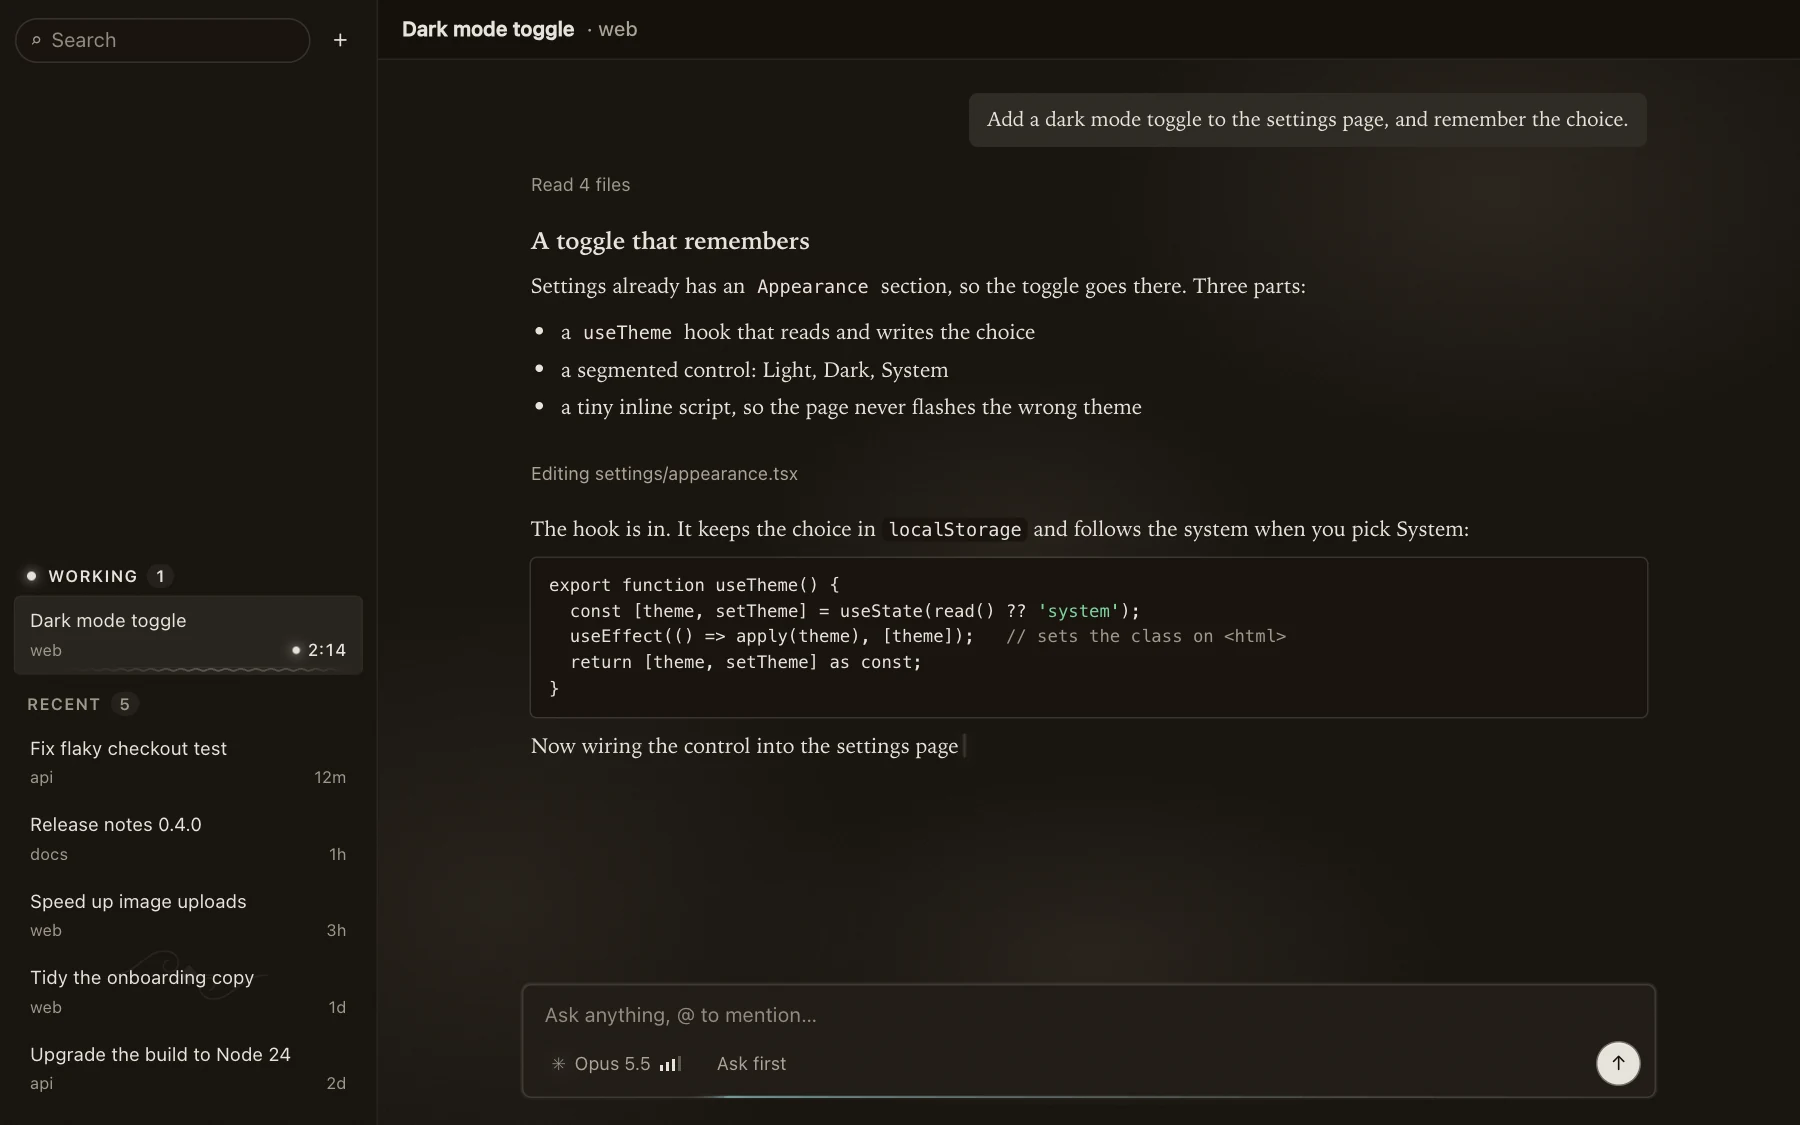 Search
+
WORKING 1
Dark mode toggle
web 2:14
RECENT 5
Fix flaky checkout test
api 12m
Release notes 0.4.0
docs 1h
Speed up image uploads
web 3h
Tidy the onboarding copy
web 1d
Upgrade the build to Node 24
api 2d
Dark mode toggle · web
Add a dark mode toggle to the settings page, and remember the choice.
Read 4 files
A toggle that remembers
Settings already has an Appearance section, so the toggle goes there. Three parts:
• a useTheme hook that reads and writes the choice
• a segmented control: Light, Dark, System
• a tiny inline script, so the page never flashes the wrong theme
Editing settings/appearance.tsx
The hook is in. It keeps the choice in localStorage and follows the system when you pick System:
export function useTheme() {
  const [theme, setTheme] = useState(read() ?? 'system');
  useEffect(() => apply(theme), [theme]);   // sets the class on <html>
  return [theme, setTheme] as const;
}
Now wiring the control into the settings page
Ask anything, @ to mention...
Opus 5.5 Ask first